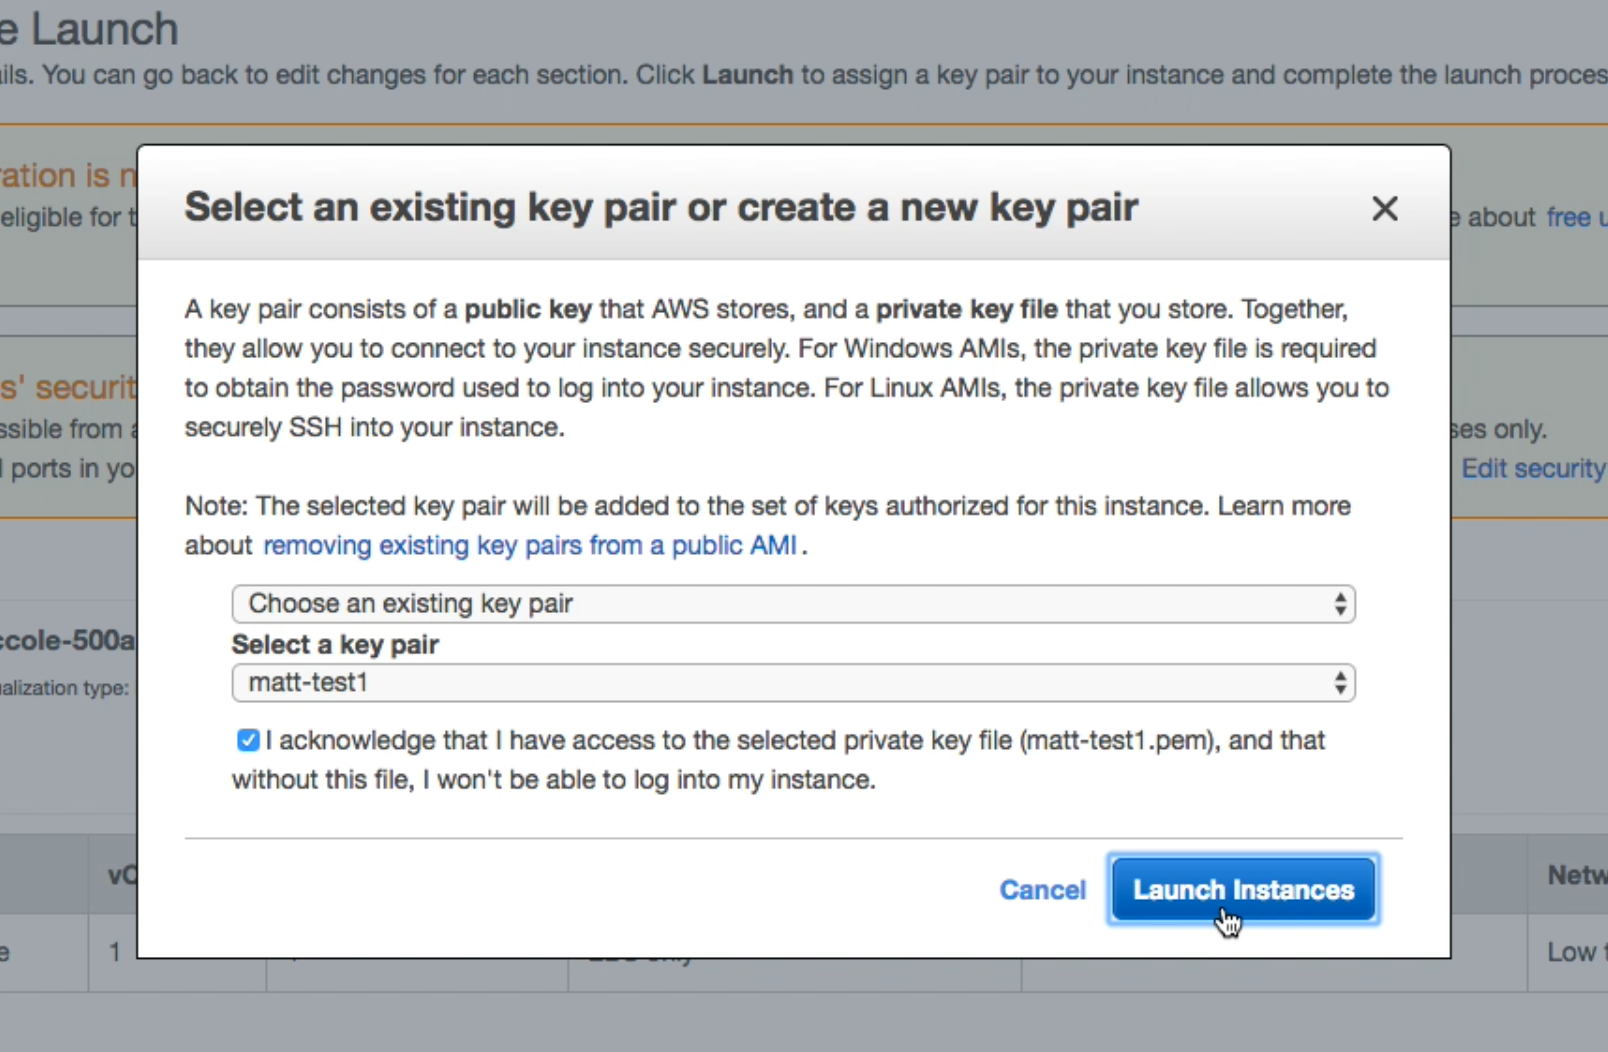 e Launch
ils. You can go back to edit changes for each section. Click Launch to assign a key pair to your instance and complete the launch proces
ration is n
eligible for t
e about free u
s' securit
ssible from a
ses only.
l ports in yo
Edit security
Select an existing key pair or create a new key pair
A key pair consists of a public key that AWS stores, and a private key file that you store. Together,
they allow you to connect to your instance securely. For Windows AMIs, the private key file is required
to obtain the password used to log into your instance. For Linux AMIs, the private key file allows you to
securely SSH into your instance.
Note: The selected key pair will be added to the set of keys authorized for this instance. Learn more
about removing existing key pairs from a public AMI.
Choose an existing key pair
Select a key pair
matt-test1
I acknowledge that I have access to the selected private key file (matt-test1.pem), and that
without this file, I won't be able to log into my instance.
Cancel Launch Instances
ccole-500a
ialization type:
vC
Netw
e 1
Low t